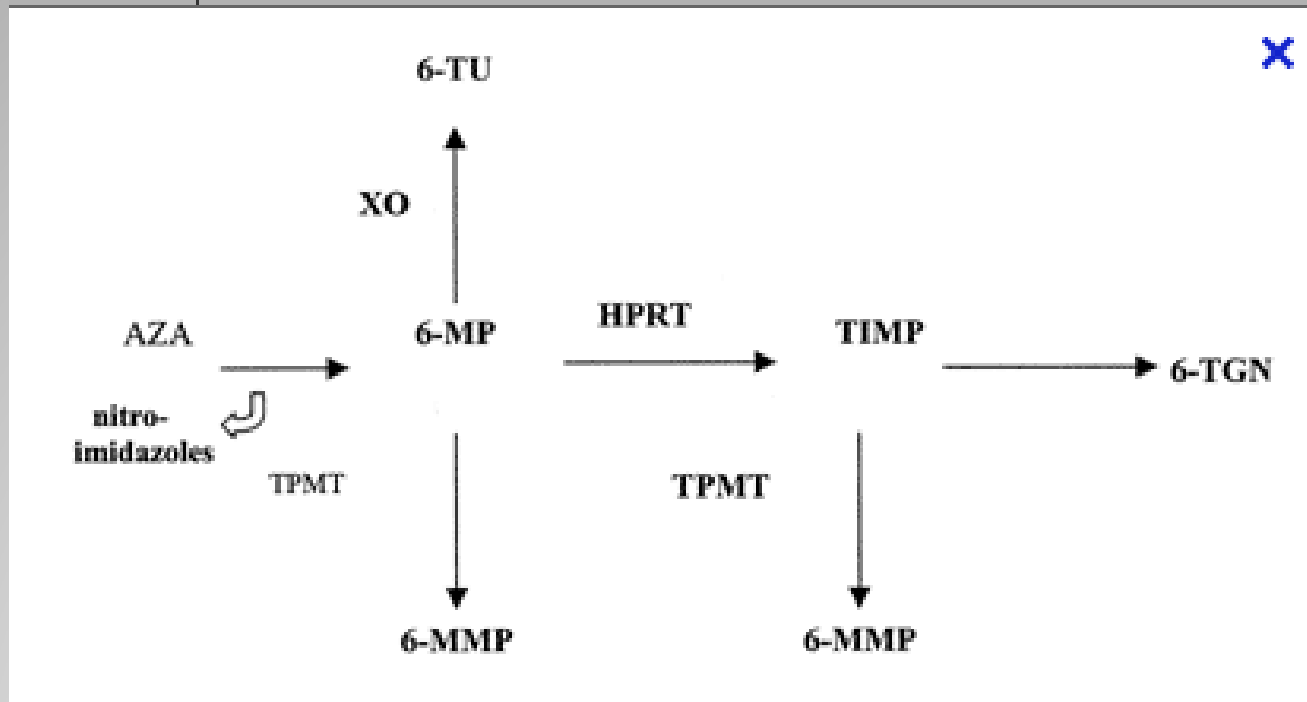 6-TU
XO
HPRT
AZA
6-MP
TIMP
6-TGN
nitro-
imidazoles
TPMT
TPMT
6-MMP
6-MMP